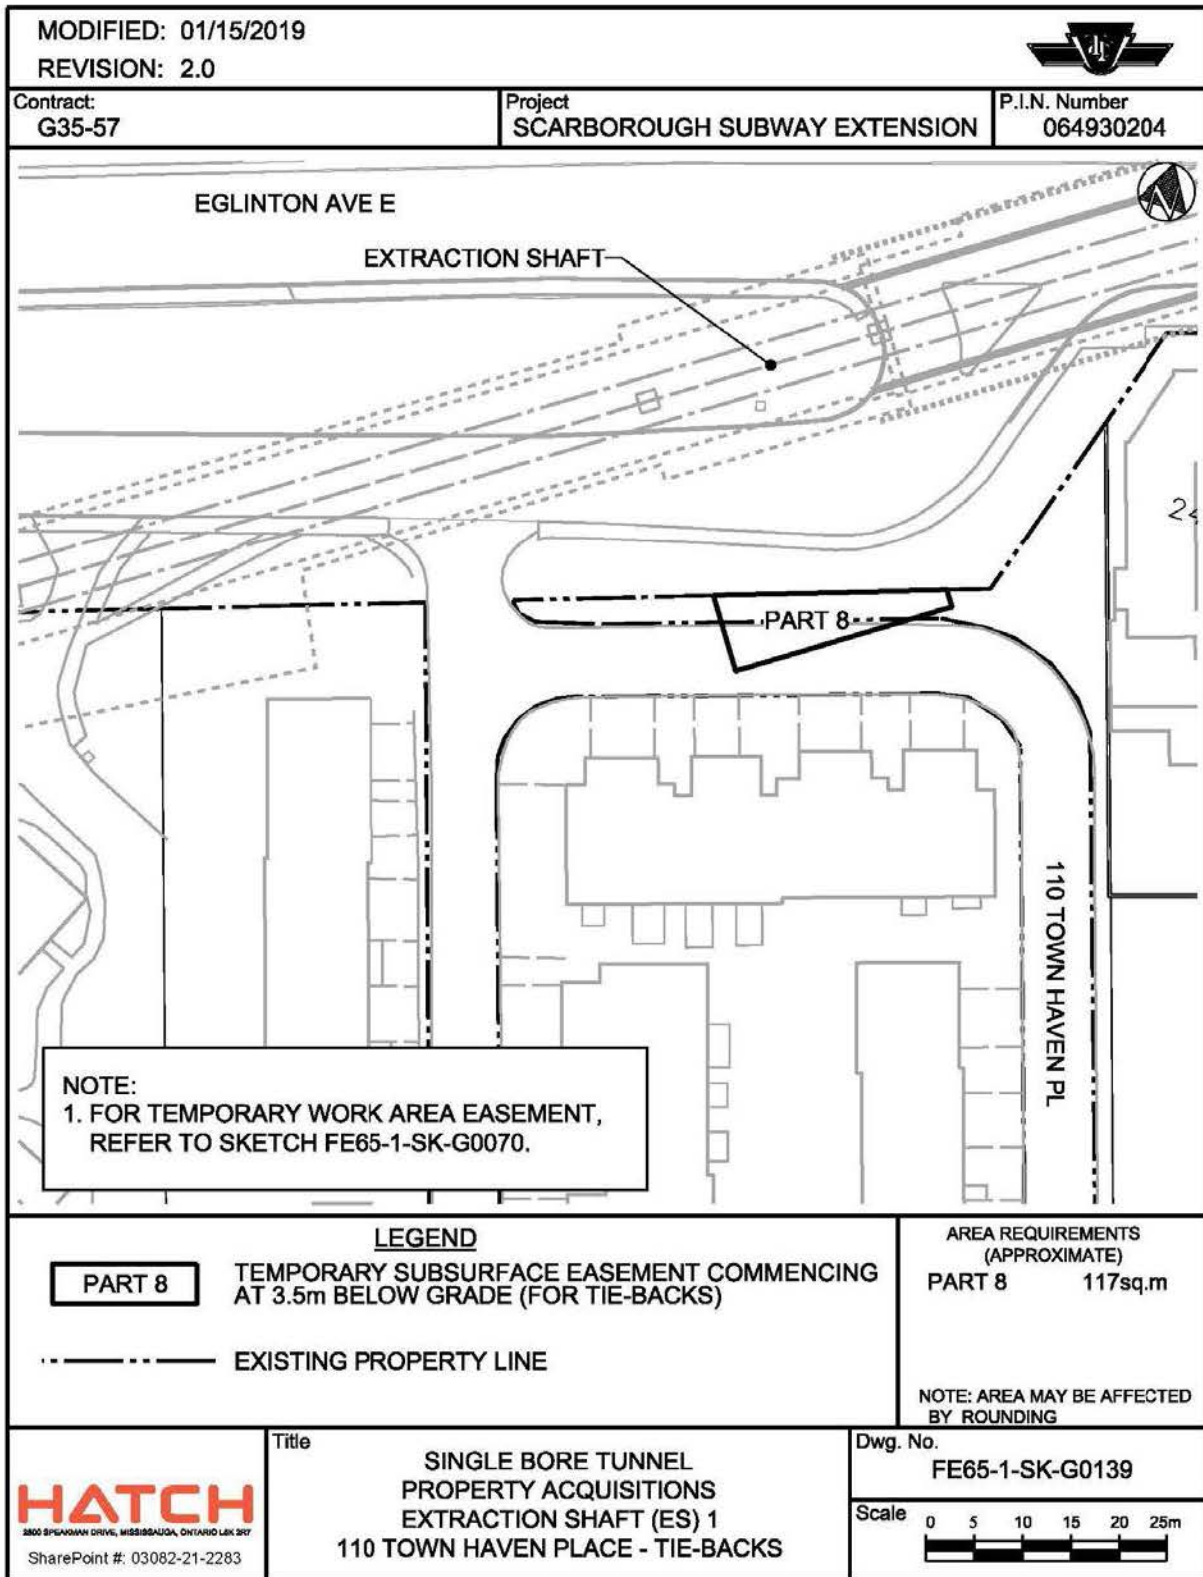 MODIFIED: 01/15/2019
REVISION: 2.0
Contract:
G35-57
Project
SCARBOROUGH SUBWAY EXTENSION
P.I.N. Number
064930204
EGLINTON AVE E
EXTRACTION SHAFT
PART 8
110 TOWN HAVEN PL
NOTE:
1. FOR TEMPORARY WORK AREA EASEMENT,
REFER TO SKETCH FE65-1-SK-G0070.
LEGEND
PART 8
TEMPORARY SUBSURFACE EASEMENT COMMENCING
AT 3.5m BELOW GRADE (FOR TIE-BACKS)
EXISTING PROPERTY LINE
AREA REQUIREMENTS
(APPROXIMATE)
PART 8 117sq.m
NOTE: AREA MAY BE AFFECTED
BY ROUNDING
HATCH
2800 SPEAKMAN DRIVE, MISSISSAUGA, ONTARIO L5K 2R7
SharePoint #: 03082-21-2283
Title
SINGLE BORE TUNNEL
PROPERTY ACQUISITIONS
EXTRACTION SHAFT (ES) 1
110 TOWN HAVEN PLACE - TIE-BACKS
Dwg. No.
FE65-1-SK-G0139
Scale
0 5 10 15 20 25m